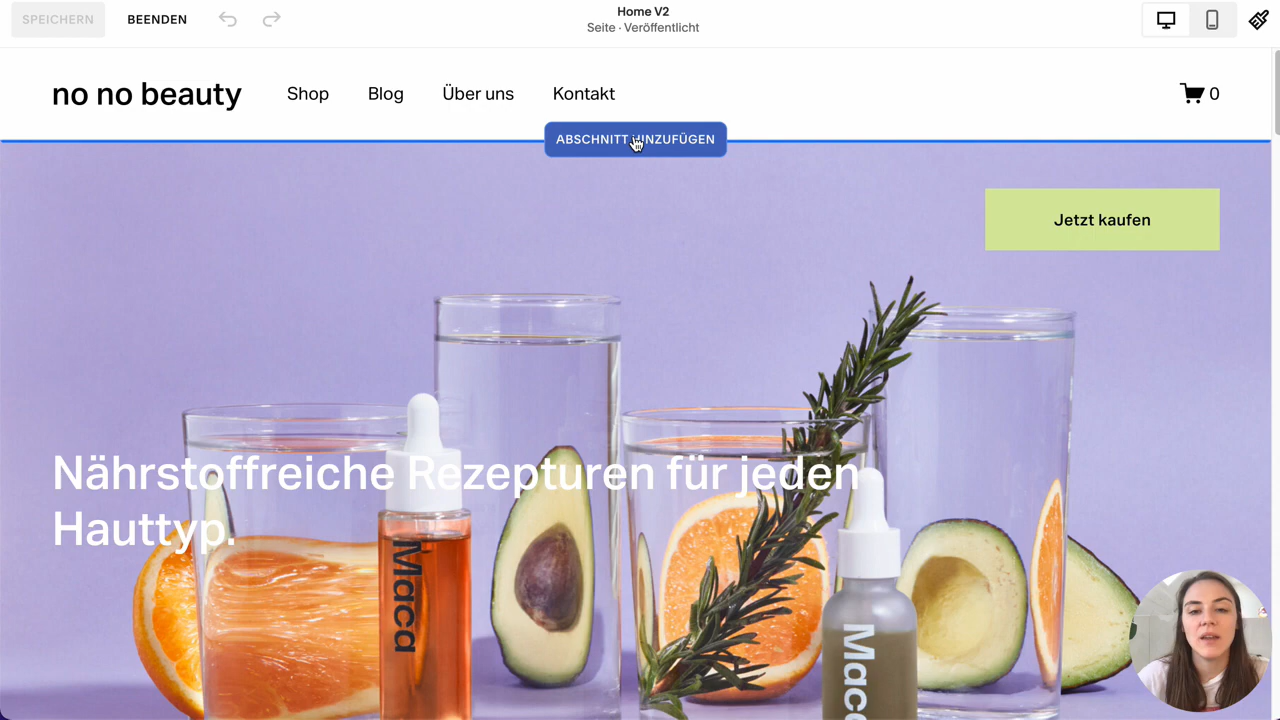 SPEICHERN
BEENDEN
Home V2
Seite · Veröffentlicht
no no beauty
Shop
Blog
Über uns
Kontakt
0
ABSCHNITT HINZUFÜGEN
Jetzt kaufen
Nährstoffreiche Rezepturen für jeden
Hauttyp.
Maca
Maca